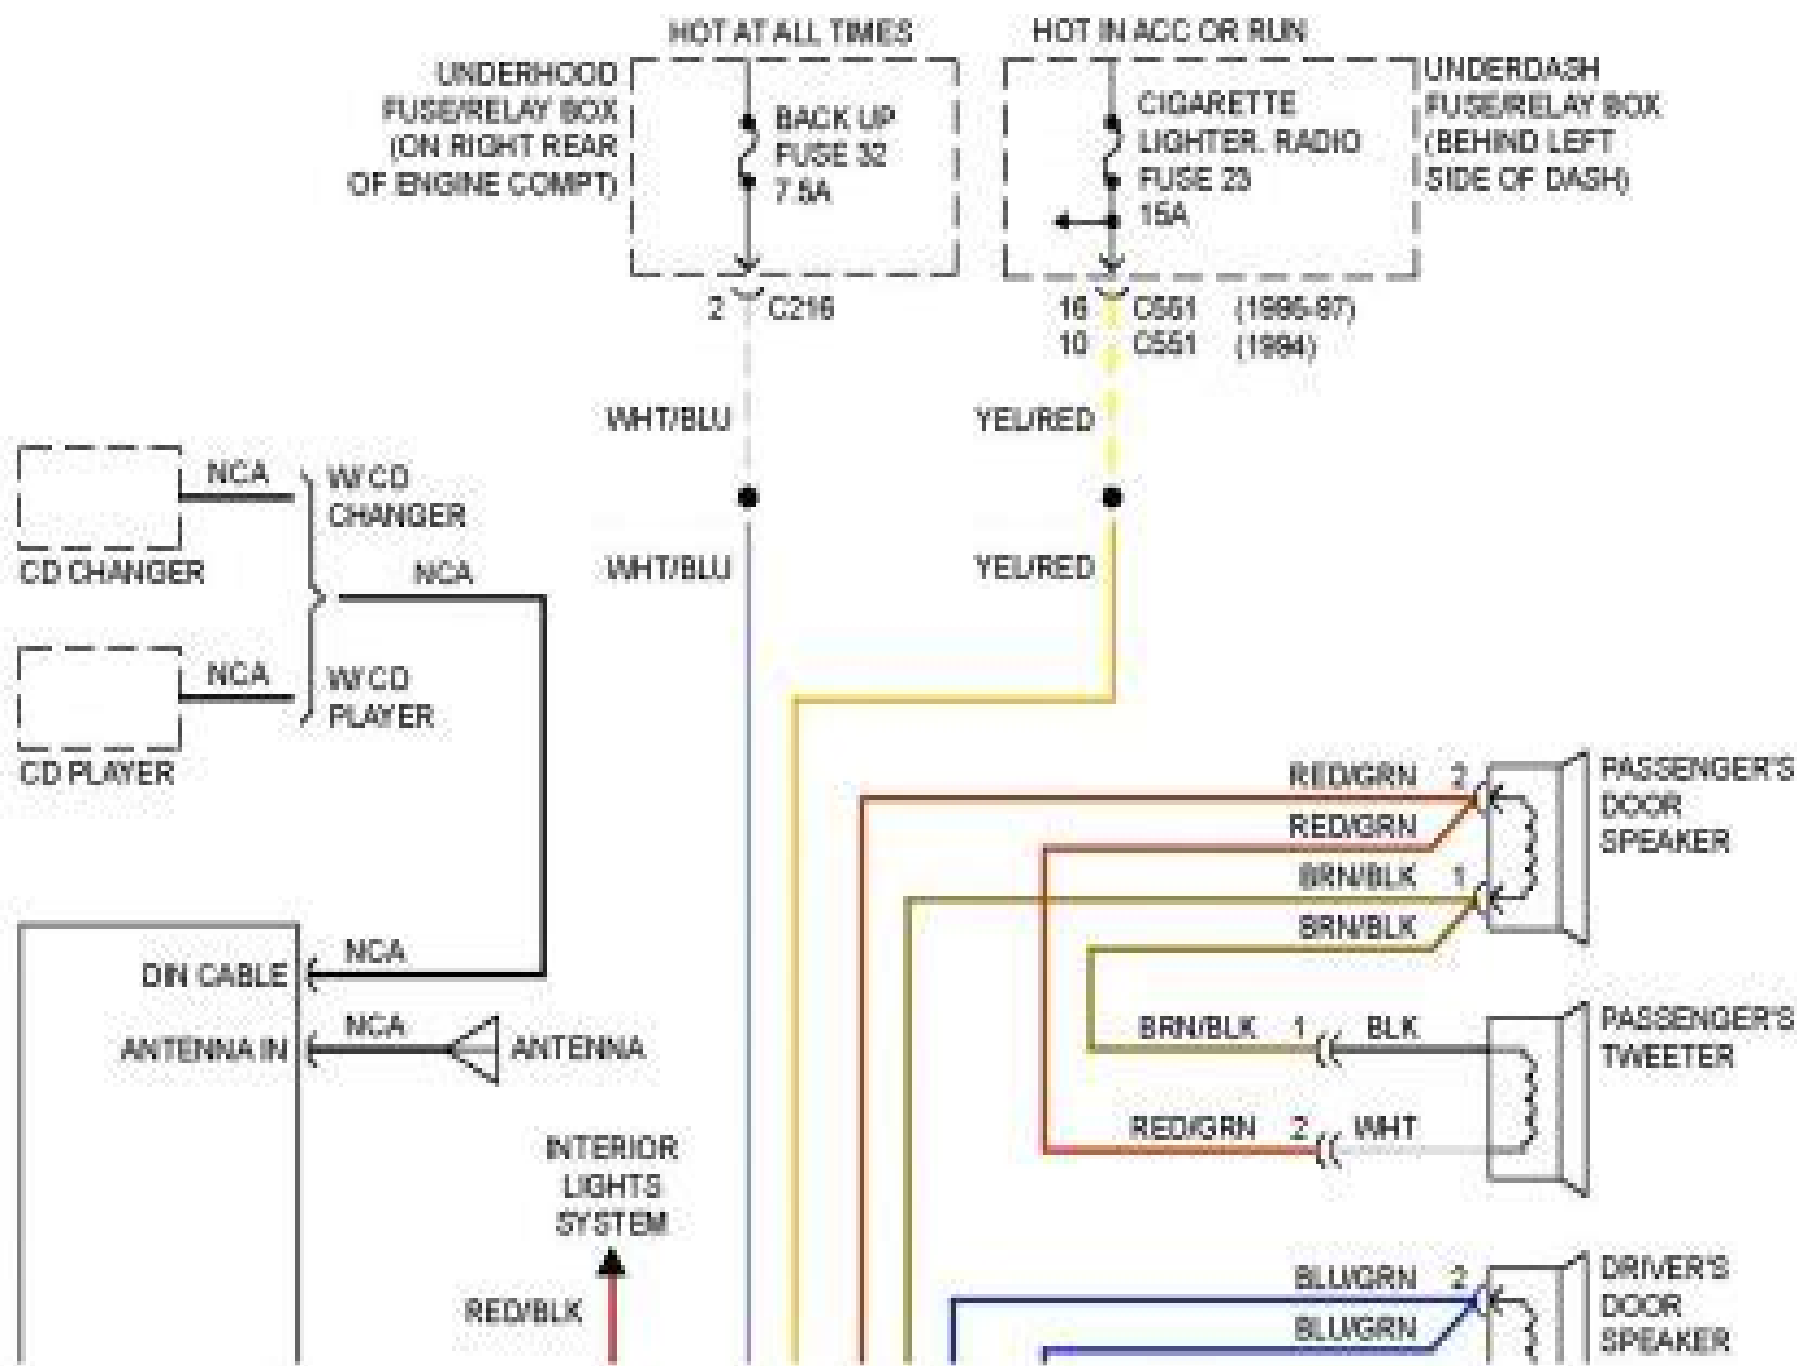 HOT AT ALL TIMES
HOT IN ACC OR RUN
UNDERHOOD
FUSE/RELAY BOX
(ON RIGHT REAR
OF ENGINE COMPT)
BACK UP
FUSE 32
7.5A
CIGARETTE
LIGHTER. RADIO
FUSE 23
15A
UNDERDASH
FUSE/RELAY BOX
(BEHIND LEFT
SIDE OF DASH)
2 C216
16 C551 (1995-97)
10 C551 (1994)
WHT/BLU
YEL/RED
NCA
W/ CD
CHANGER
CD CHANGER
NCA
WHT/BLU
YEL/RED
NCA
W/ CD
PLAYER
CD PLAYER
RED/GRN 2
RED/GRN
BRN/BLK 1
BRN/BLK
PASSENGER'S
DOOR
SPEAKER
DIN CABLE
NCA
ANTENNA IN
NCA
ANTENNA
BRN/BLK 1 BLK
RED/GRN 2 WHT
PASSENGER'S
TWEETER
INTERIOR
LIGHTS
SYSTEM
RED/BLK
BLU/GRN 2
BLU/GRN
DRIVER'S
DOOR
SPEAKER